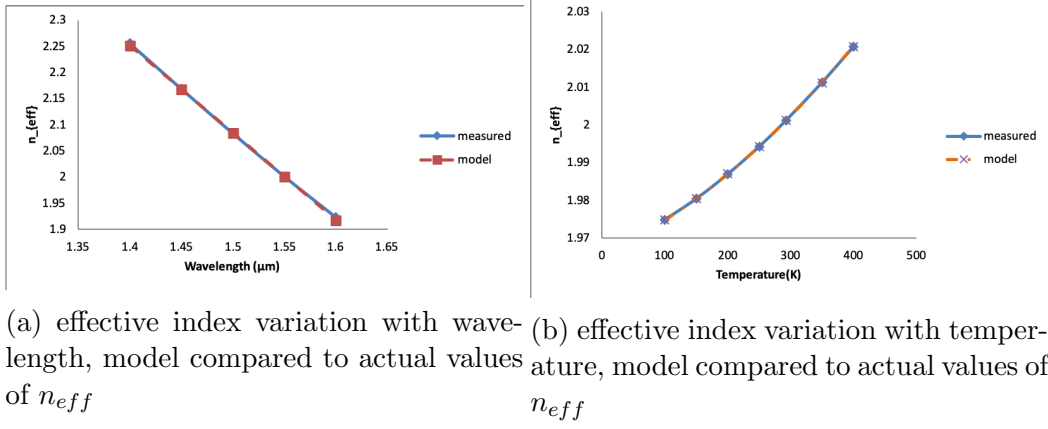 2.3
2.25
2.2
2.15
2.1
2.05
2
1.95
1.9
n_{eff}
1.35 1.4 1.45 1.5 1.55 1.6 1.65
Wavelength (μm)
measured
model
2.03
2.02
2.01
2
1.99
1.98
1.97
n_{eff}
0 100 200 300 400 500
Temperature(K)
measured
model
(a) effective index variation with wave-
length, model compared to actual values
of n_{eff}
(b) effective index variation with temper-
ature, model compared to actual values of
n_{eff}